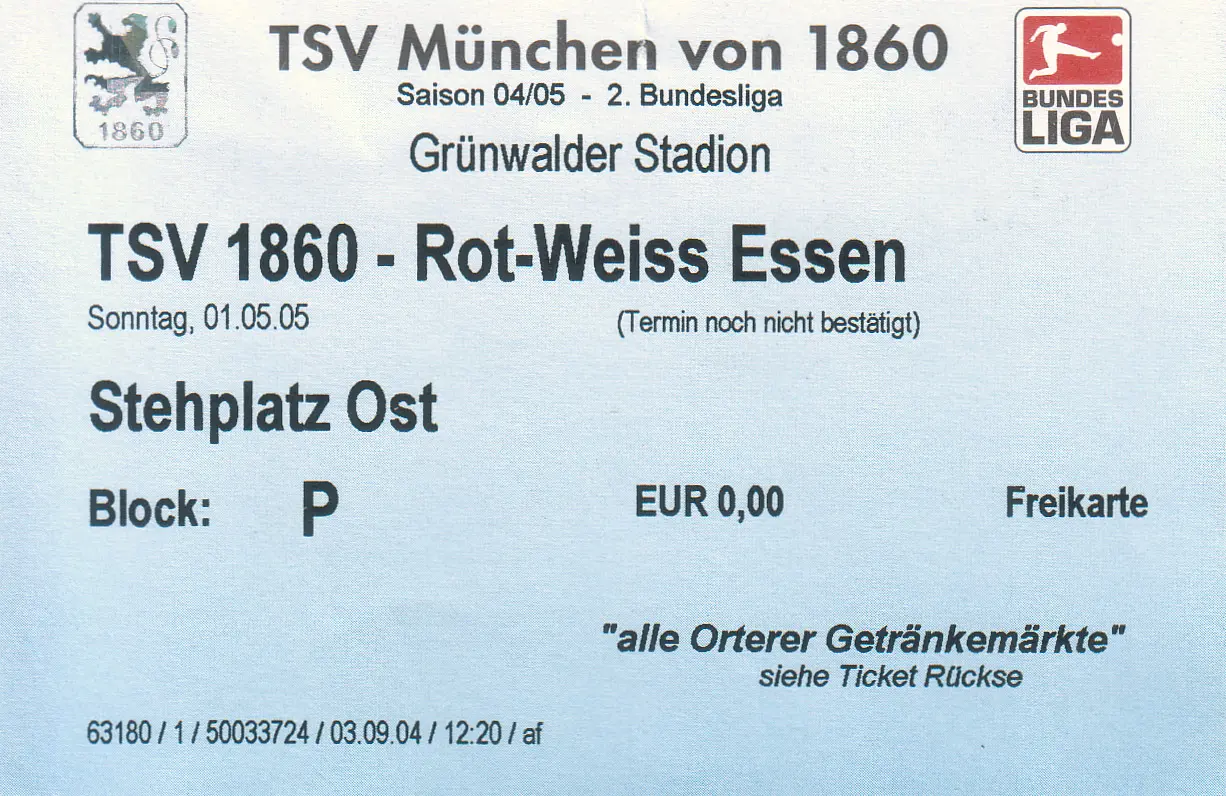 1860
TSV München von 1860
Saison 04/05 - 2. Bundesliga
Grünwalder Stadion
BUNDES
LIGA
TSV 1860 - Rot-Weiss Essen
Sonntag, 01.05.05 (Termin noch nicht bestätigt)
Stehplatz Ost
Block: P EUR 0,00 Freikarte
"alle Orterer Getränkemärkte"
siehe Ticket Rückse
63180 / 1 / 50033724 / 03.09.04 / 12:20 / af